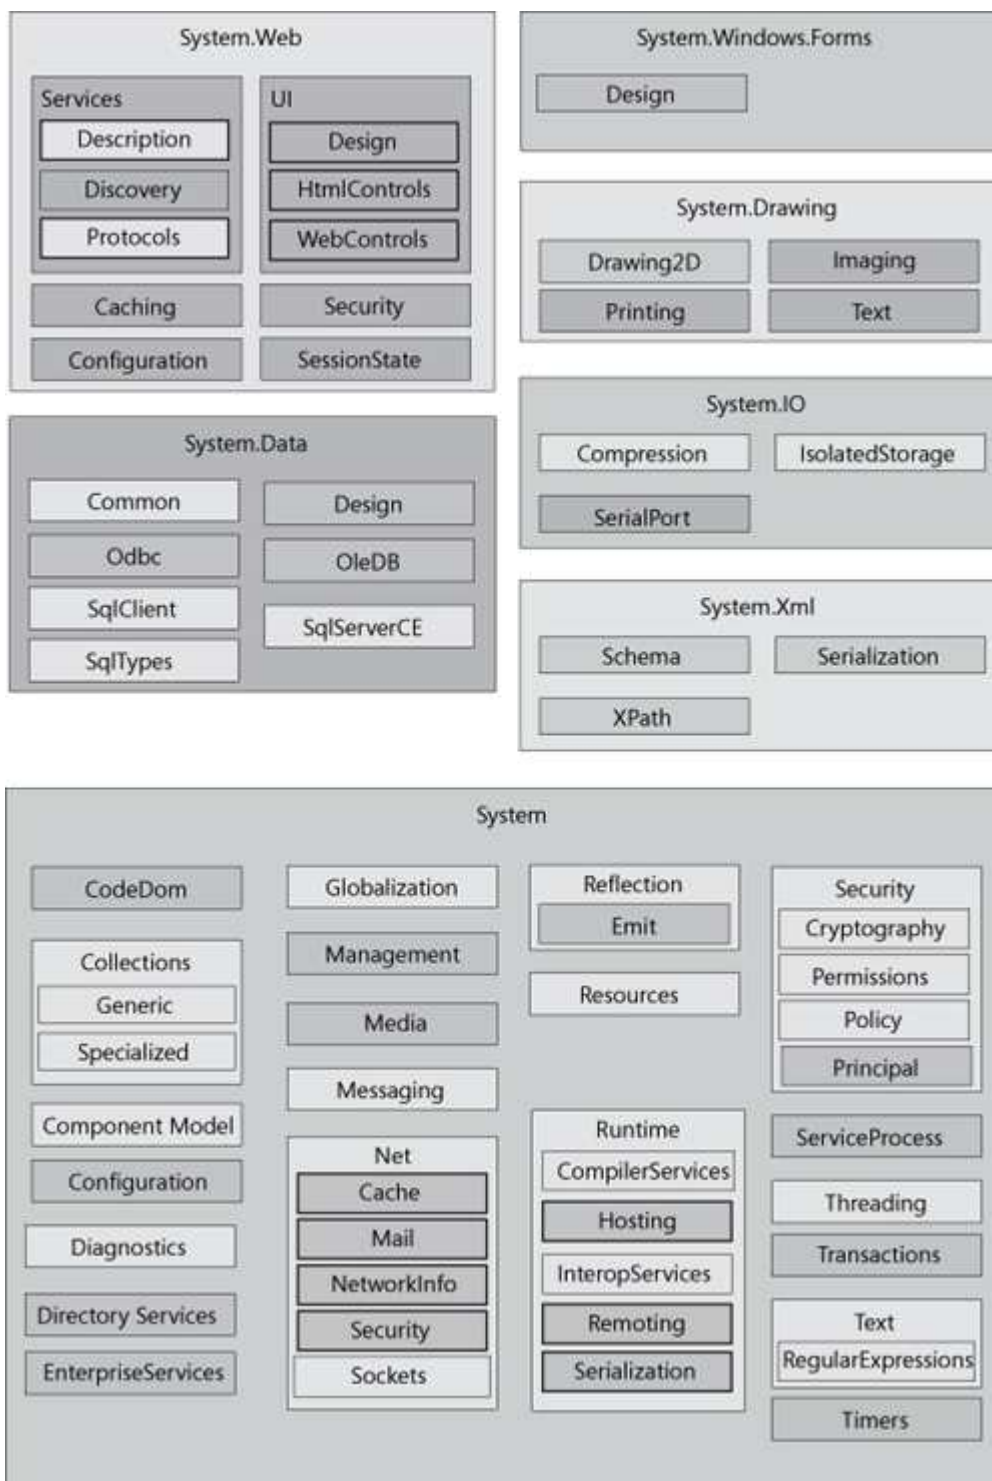 System.Web
Services
Description
Discovery
Protocols
UI
Design
HtmlControls
WebControls
Caching
Security
Configuration
SessionState
System.Windows.Forms
Design
System.Drawing
Drawing2D
Imaging
Printing
Text
System.Data
Common
Design
Odbc
OleDB
SqlClient
SqlServerCE
SqlTypes
System.IO
Compression
IsolatedStorage
SerialPort
System.Xml
Schema
Serialization
XPath
System
CodeDom
Collections
Generic
Specialized
Component Model
Configuration
Diagnostics
Directory Services
EnterpriseServices
Globalization
Management
Media
Messaging
Net
Cache
Mail
NetworkInfo
Security
Sockets
Reflection
Emit
Resources
Runtime
CompilerServices
Hosting
InteropServices
Remoting
Serialization
Security
Cryptography
Permissions
Policy
Principal
ServiceProcess
Threading
Transactions
Text
RegularExpressions
Timers